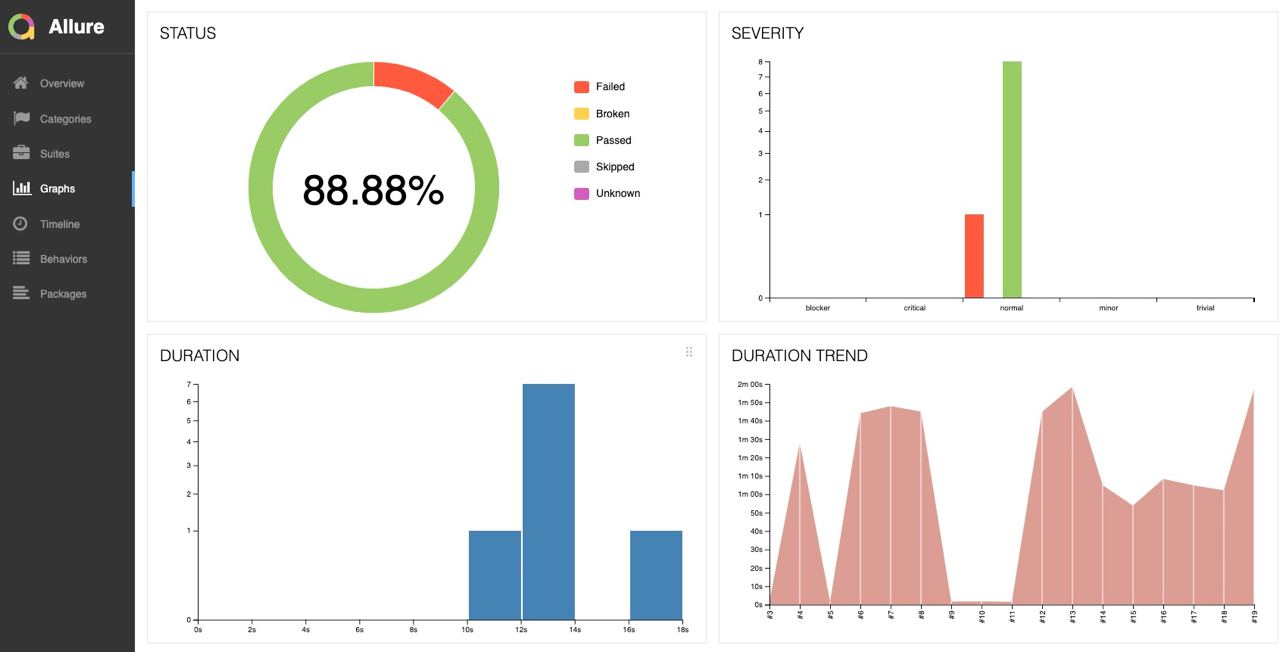 Allure
Overview
Categories
Suites
Graphs
Timeline
Behaviors
Packages
STATUS
88.88%
Failed
Broken
Passed
Skipped
Unknown
SEVERITY
8
7
6
5
4
3
2
1
0
blocker critical normal minor trivial
DURATION
7
6
5
4
3
2
1
0
0s 2s 4s 6s 8s 10s 12s 14s 16s 18s
DURATION TREND
2m 00s
1m 50s
1m 40s
1m 30s
1m 20s
1m 10s
1m 00s
50s
40s
30s
20s
10s
0s
#3 #4 #5 #6 #7 #8 #9 #10 #11 #12 #13 #14 #15 #16 #17 #18 #19